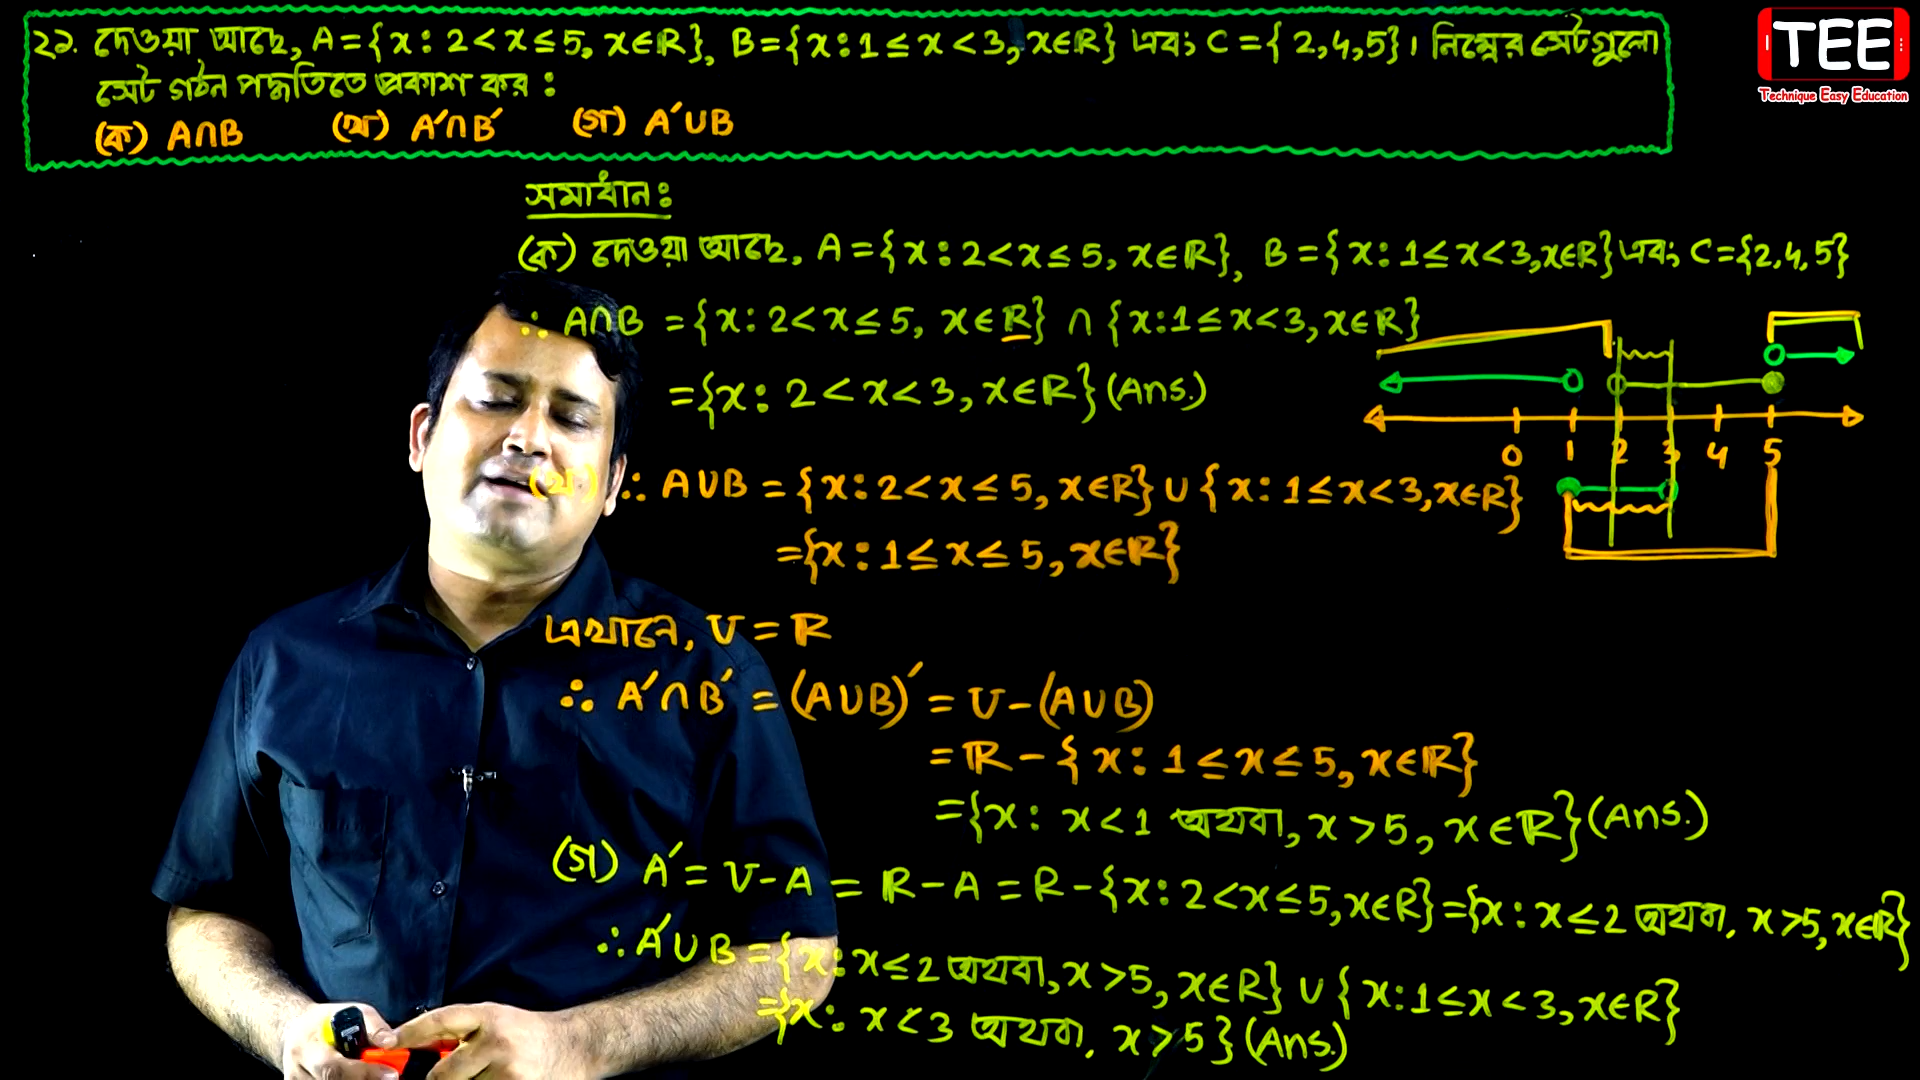 ২১. দেওয়া আছে, A={x: 2<x≤5, x∈R}, B={x:1≤x<3, x∈R} এবং C={2,4,5}। নিম্নের সেটগুলো
সেট গঠন পদ্ধতিতে প্রকাশ কর:
(ক) A∩B (খ) A′∩B′ (গ) A′∪B
TEE
Technique Easy Education
সমাধান:
(ক) দেওয়া আছে, A={x: 2<x≤5, x∈R}, B={x: 1≤x<3, x∈R} এবং C={2,4,5}
∴ A∩B = {x: 2<x≤5, x∈R} ∩ {x:1≤x<3, x∈R}
={x: 2<x<3, x∈R} (Ans.)
0 1 2 3 4 5
(খ) ∴ A∪B = {x: 2<x≤5, x∈R} ∪ {x: 1≤x<3, x∈R}
={x: 1≤x≤5, x∈R}
এখানে, U = R
∴ A′∩B′ = (A∪B)′ = U-(A∪B)
= R-{x: 1≤x≤5, x∈R}
={x: x<1 অথবা, x>5, x∈R} (Ans.)
(গ) A′ = U-A = R-A = R-{x: 2<x≤5, x∈R}={x: x≤2 অথবা, x>5, x∈R}
∴ A′∪B ={x: x≤2 অথবা, x>5, x∈R} ∪ {x:1≤x<3, x∈R}
={x: x<3 অথবা, x>5} (Ans.)